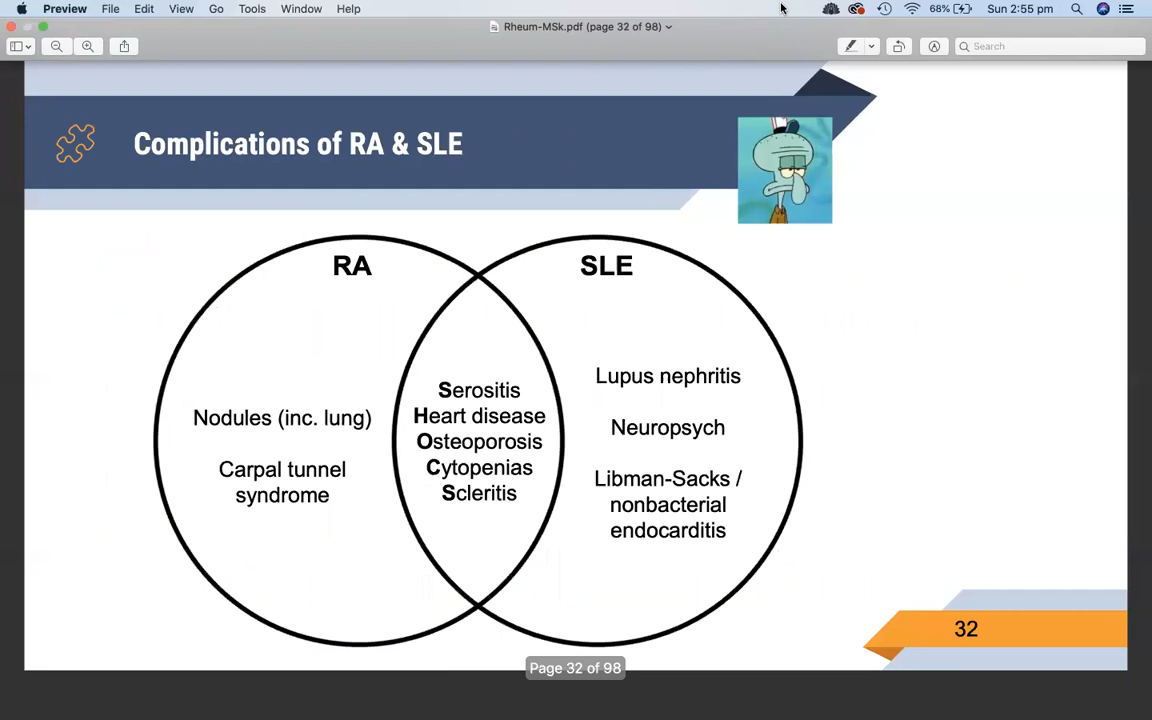 Preview File Edit View Go Tools Window Help 68% Sun 2:55 pm
Rheum-MSk.pdf (page 32 of 98)
Search
Complications of RA & SLE
RA
SLE
Nodules (inc. lung)
Carpal tunnel
syndrome
Serositis
Heart disease
Osteoporosis
Cytopenias
Scleritis
Lupus nephritis
Neuropsych
Libman-Sacks /
nonbacterial
endocarditis
32
Page 32 of 98